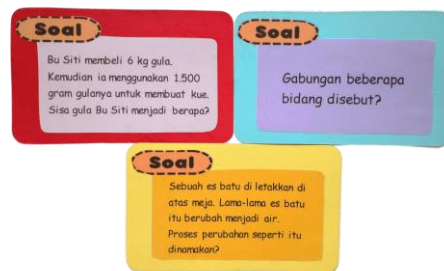 Soal
Bu Siti membeli 6 kg gula.
Kemudian ia menggunakan 1.500
gram gulanya untuk membuat kue.
Sisa gula Bu Siti menjadi berapa?
Soal
Gabungan beberapa
bidang disebut?
Soal
Sebuah es batu di letakkan di
atas meja. Lama-lama es batu
itu berubah menjadi air.
Proses perubahan seperti itu
dinamakan?